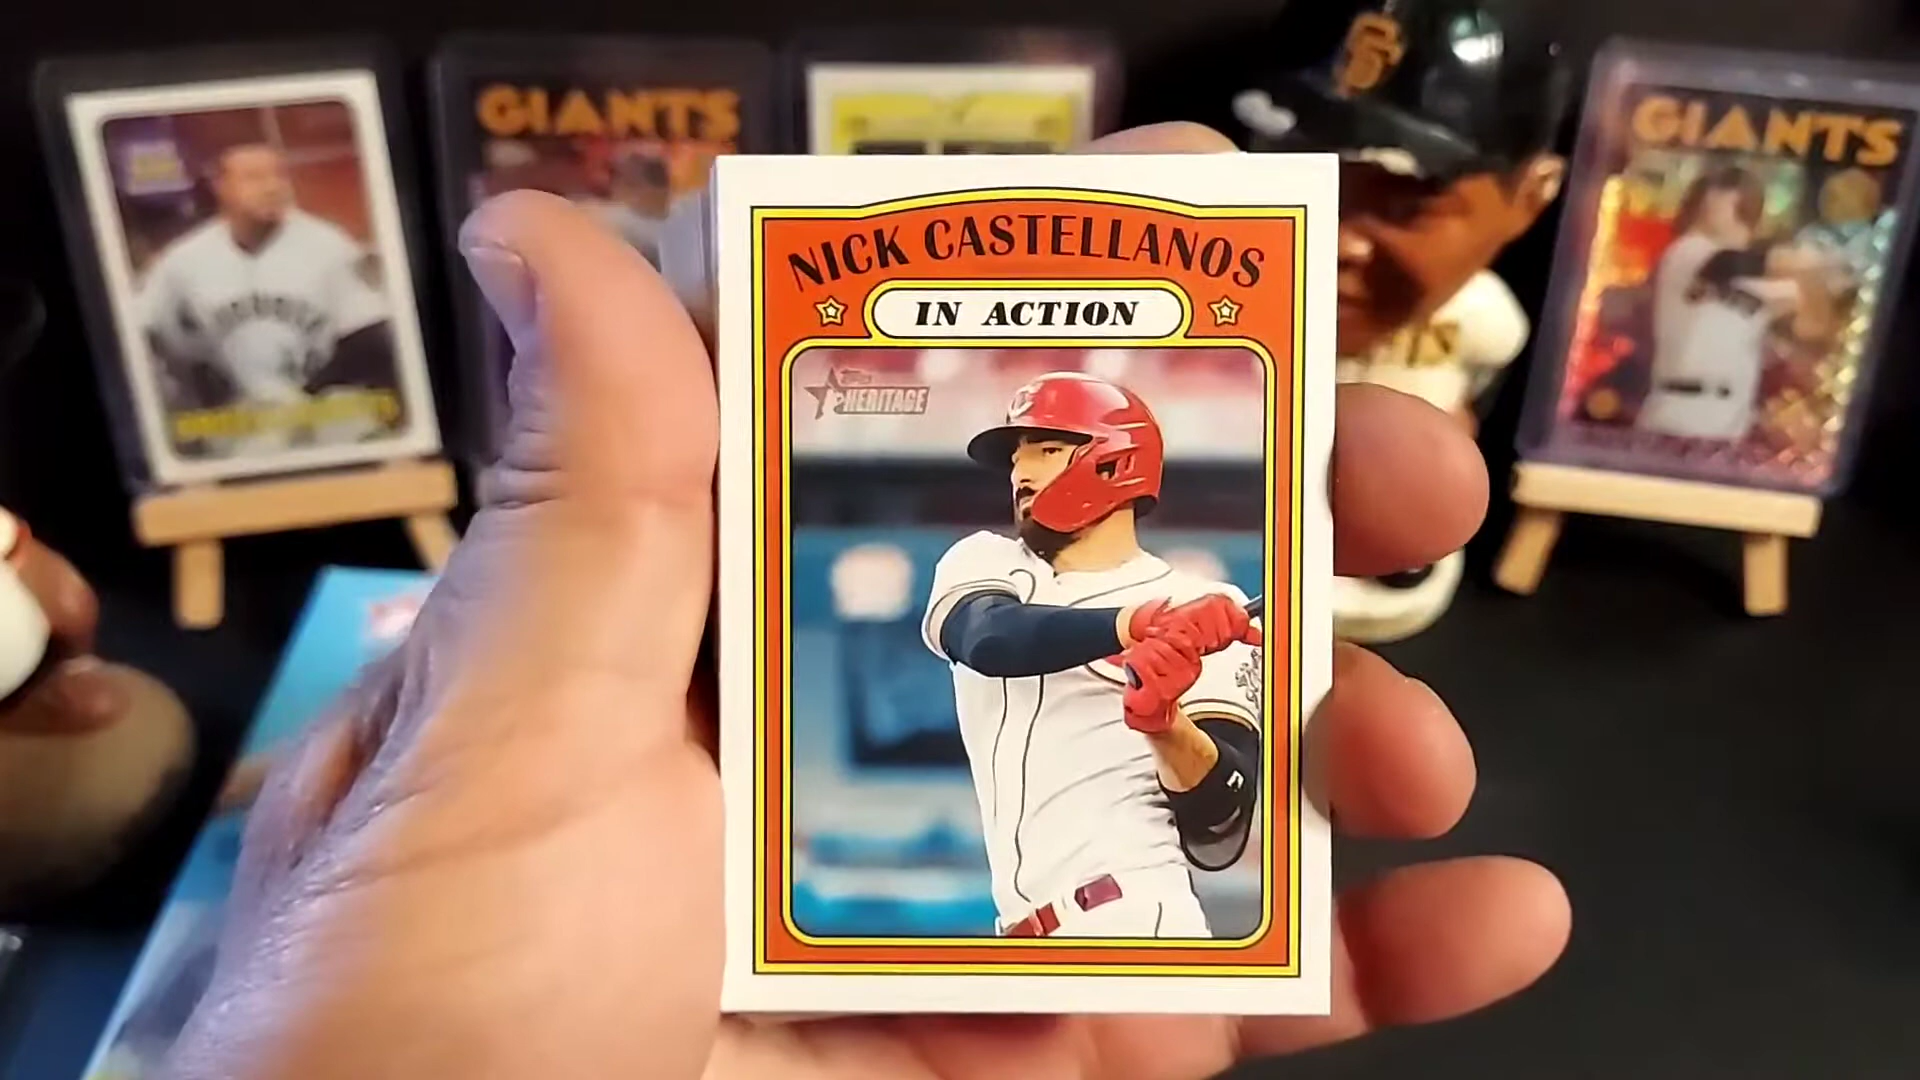 GIANTS
GIANTS
NICK CASTELLANOS
IN ACTION
TOPPS
HERITAGE